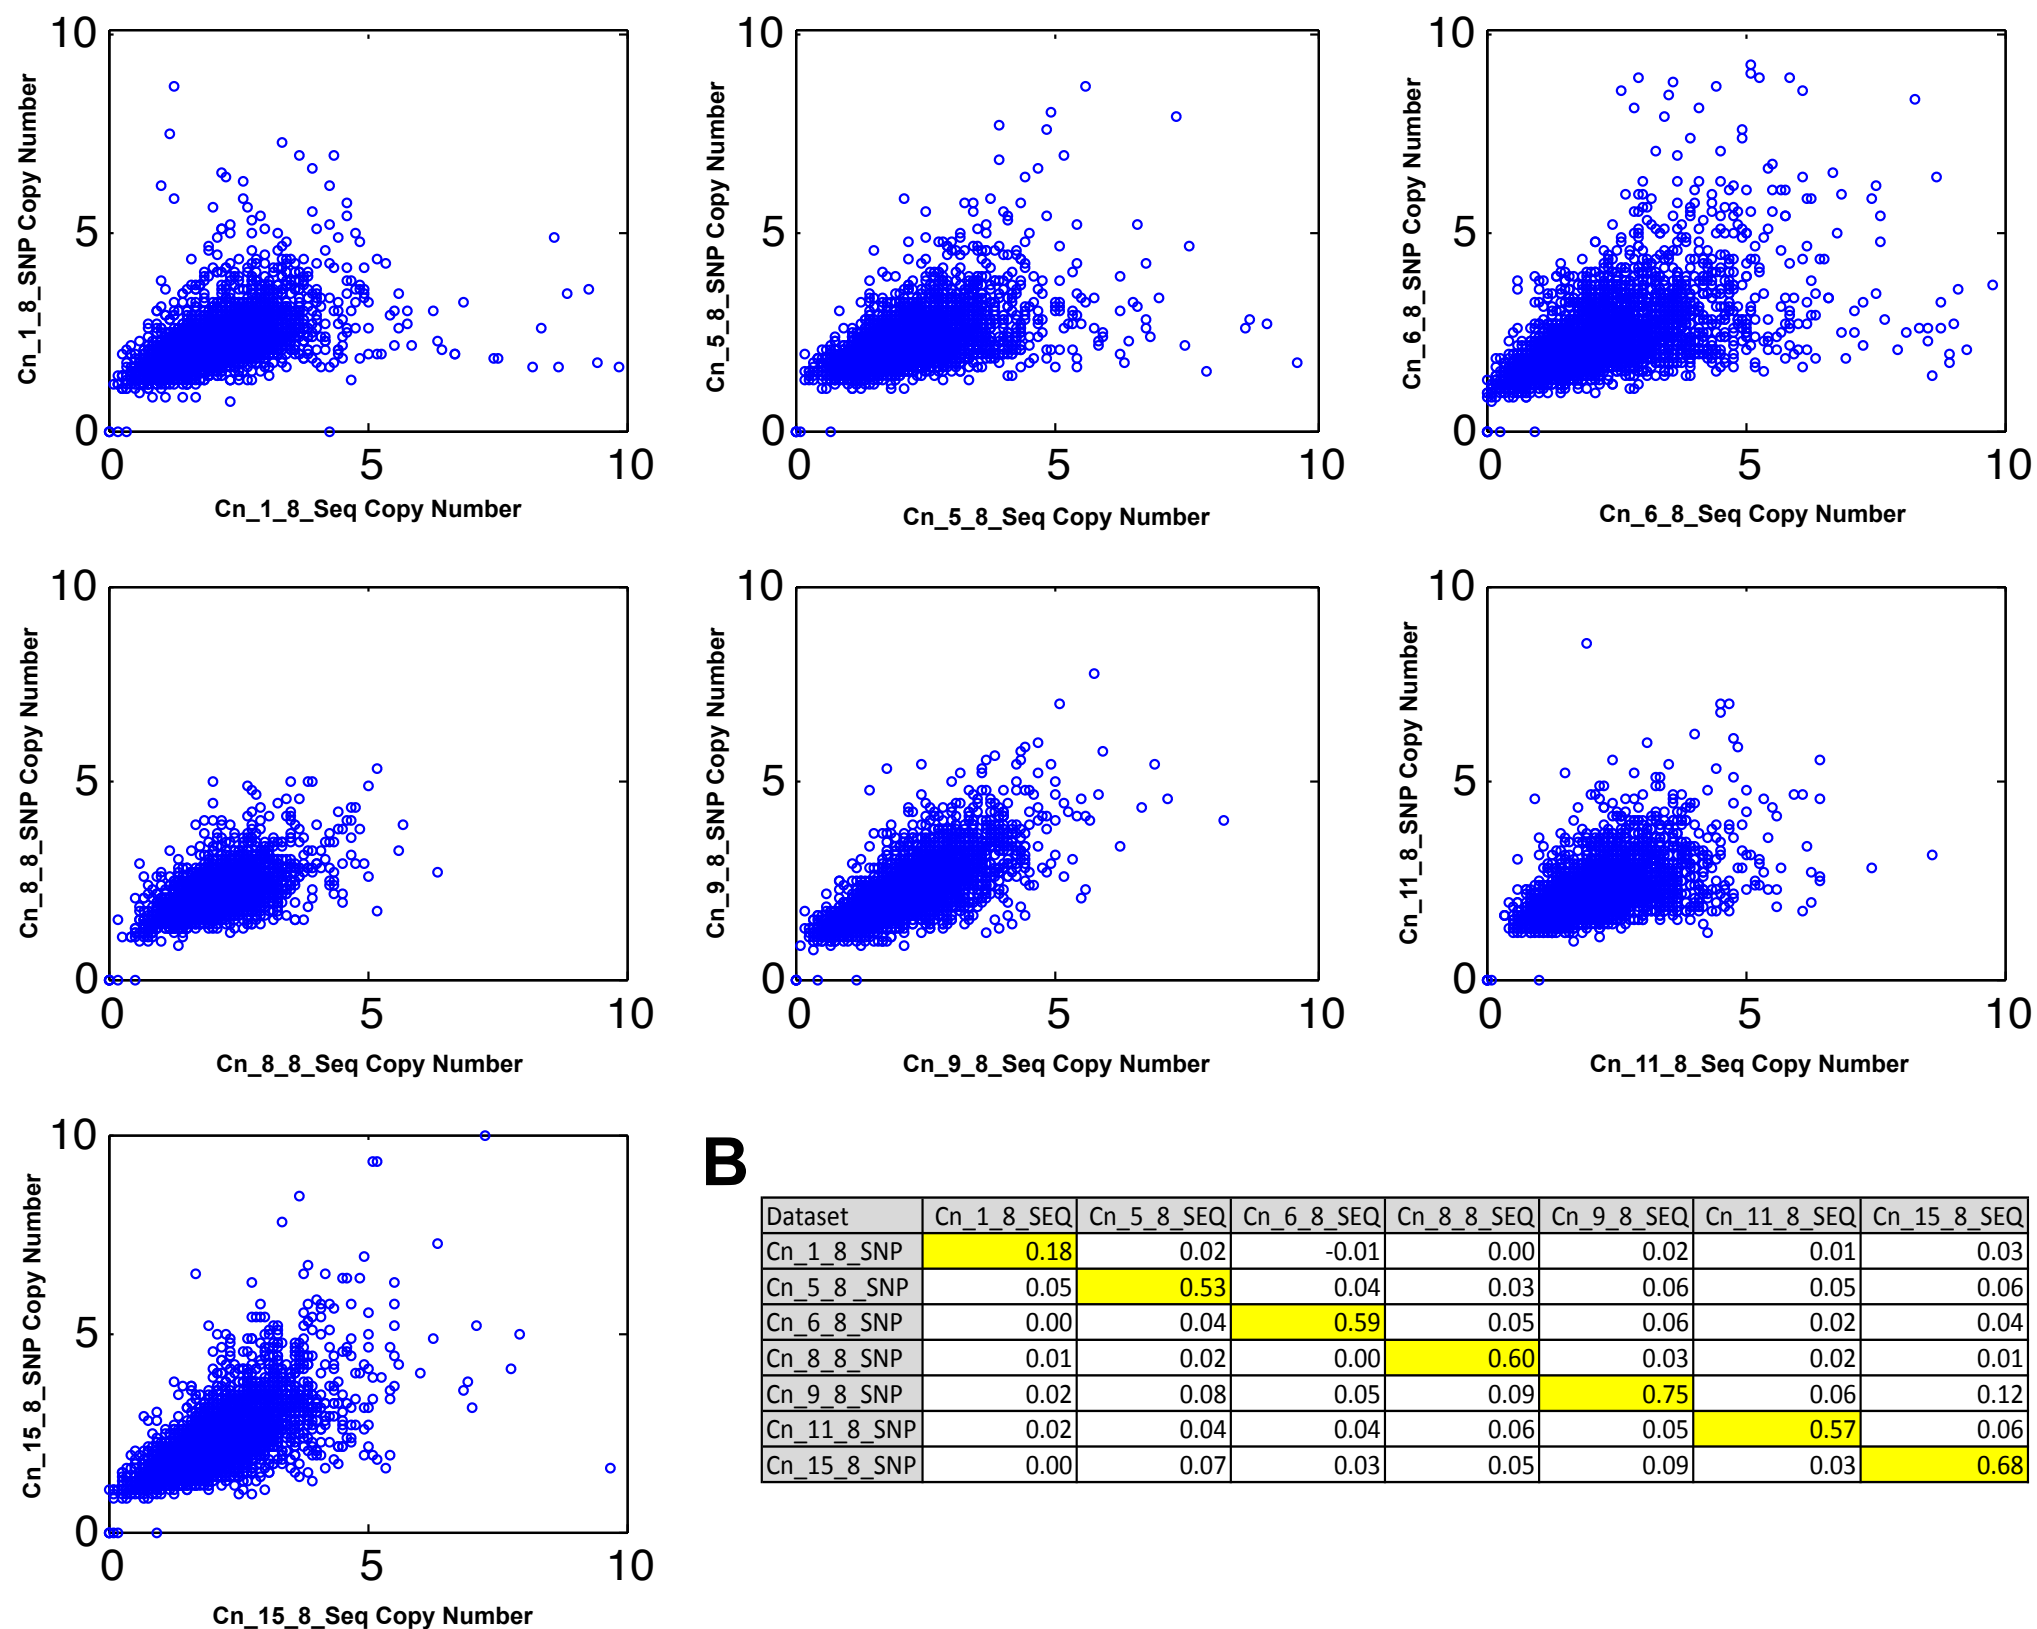 10
5
0
0 5 10
Cn_1_8_SNP Copy Number
Cn_1_8_Seq Copy Number
10
5
0
0 5 10
Cn_5_8_SNP Copy Number
Cn_5_8_Seq Copy Number
10
5
0
0 5 10
Cn_6_8_SNP Copy Number
Cn_6_8_Seq Copy Number
10
5
0
0 5 10
Cn_8_8_SNP Copy Number
Cn_8_8_Seq Copy Number
10
5
0
0 5 10
Cn_9_8_SNP Copy Number
Cn_9_8_Seq Copy Number
10
5
0
0 5 10
Cn_11_8_SNP Copy Number
Cn_11_8_Seq Copy Number
10
5
0
0 5 10
Cn_15_8_SNP Copy Number
Cn_15_8_Seq Copy Number
B
Dataset Cn_1_8_SEQ Cn_5_8_SEQ Cn_6_8_SEQ Cn_8_8_SEQ Cn_9_8_SEQ Cn_11_8_SEQ Cn_15_8_SEQ
Cn_1_8_SNP 0.18 0.02 -0.01 0.00 0.02 0.01 0.03
Cn_5_8 _SNP 0.05 0.53 0.04 0.03 0.06 0.05 0.06
Cn_6_8_SNP 0.00 0.04 0.59 0.05 0.06 0.02 0.04
Cn_8_8_SNP 0.01 0.02 0.00 0.60 0.03 0.02 0.01
Cn_9_8_SNP 0.02 0.08 0.05 0.09 0.75 0.06 0.12
Cn_11_8_SNP 0.02 0.04 0.04 0.06 0.05 0.57 0.06
Cn_15_8_SNP 0.00 0.07 0.03 0.05 0.09 0.03 0.68